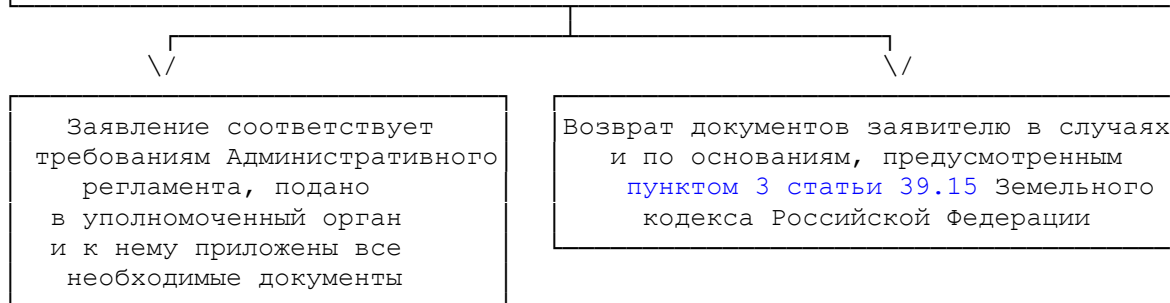 Заявление соответствует
требованиям Административного
регламента, подано
в уполномоченный орган
и к нему приложены все
необходимые документы
Возврат документов заявителю в случаях
и по основаниям, предусмотренным
пунктом 3 статьи 39.15 Земельного
кодекса Российской Федерации